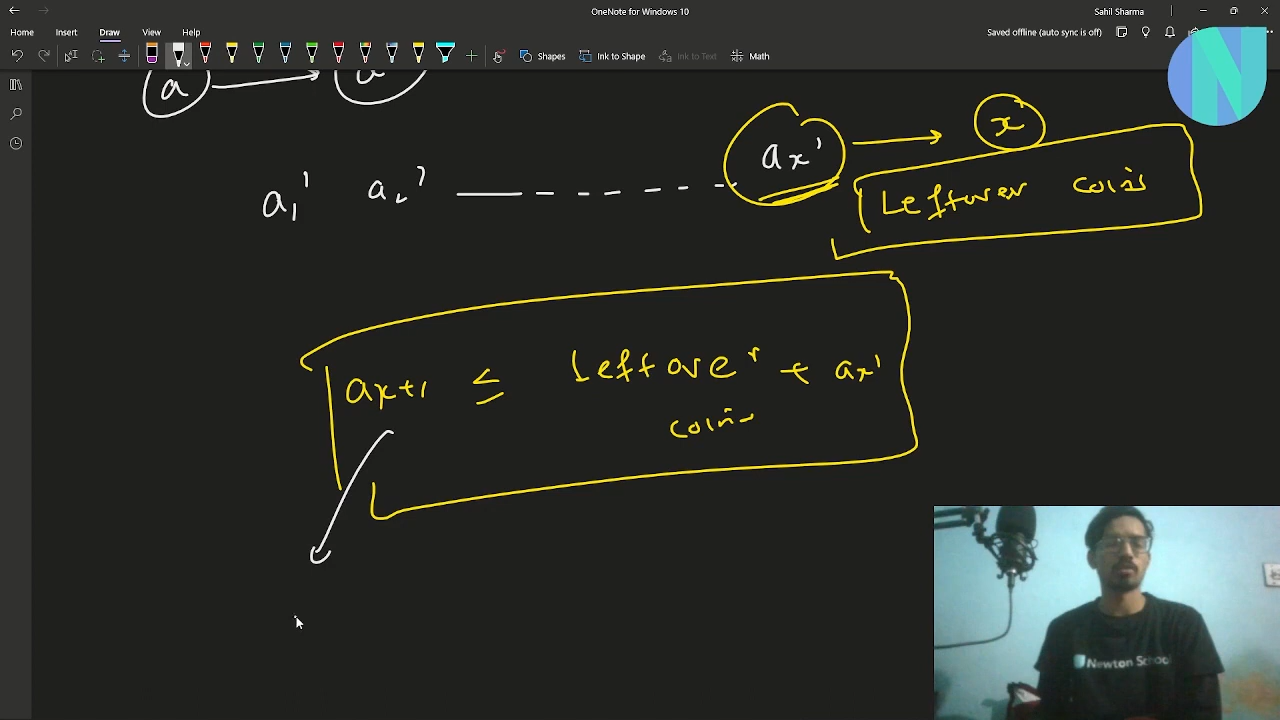 OneNote for Windows 10
Sahil Sharma
Home Insert Draw View Help
Saved offline (auto sync is off)
Shapes Ink to Shape Ink to Text Math
a a
a1' a2' ax' x'
Leftover coins
ax+1 ≤ leftover + ax'
coins
Newton School